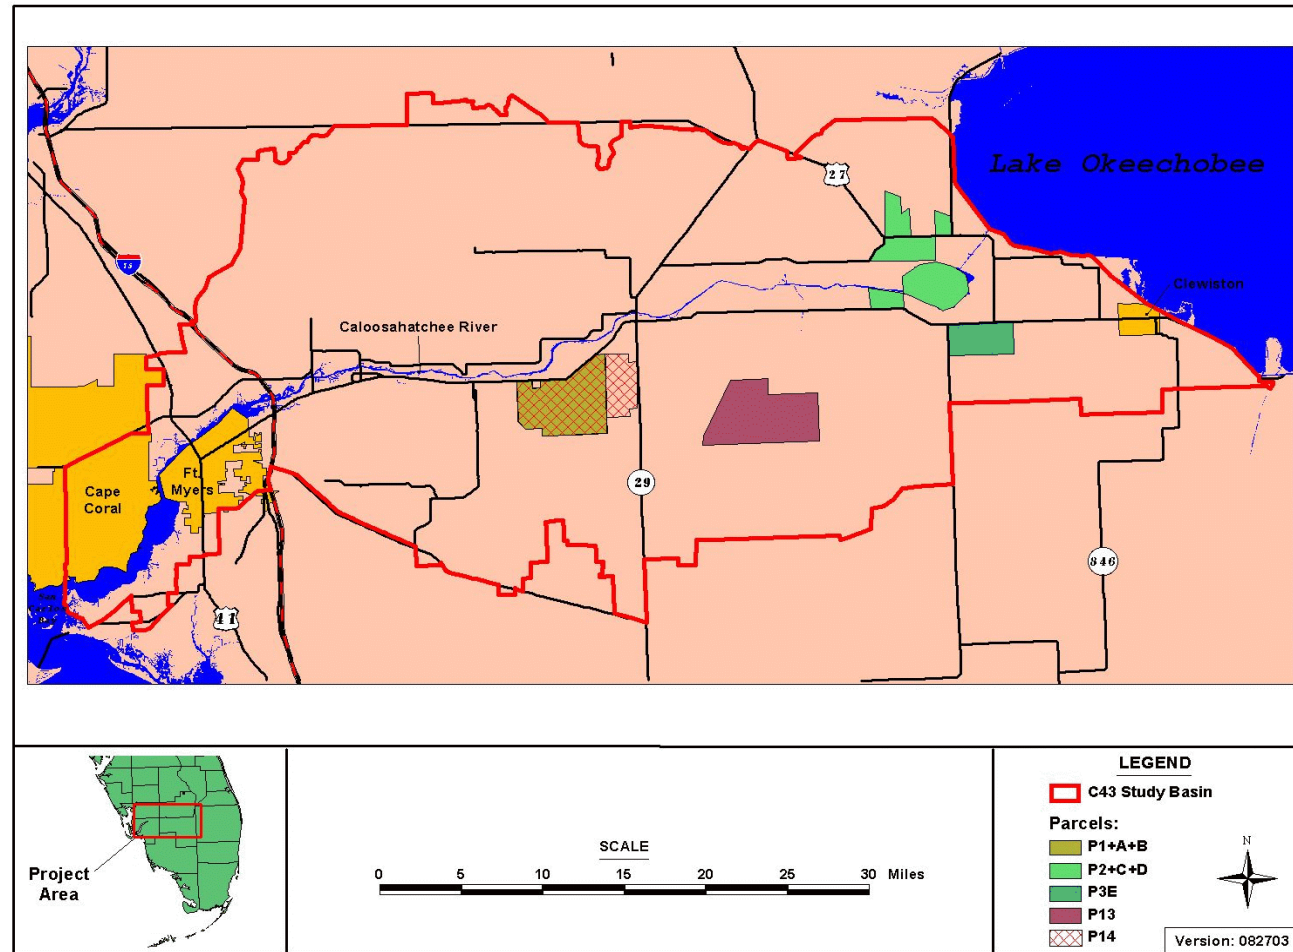 Lake Okeechobee
27
75
Clewiston
Caloosahatchee River
Ft.
Myers
Cape
Coral
29
846
41
Project
Area
SCALE
0 5 10 15 20 25 30 Miles
LEGEND
C43 Study Basin
Parcels:
P1+A+B
P2+C+D
P3E
P13
P14
N
Version: 082703